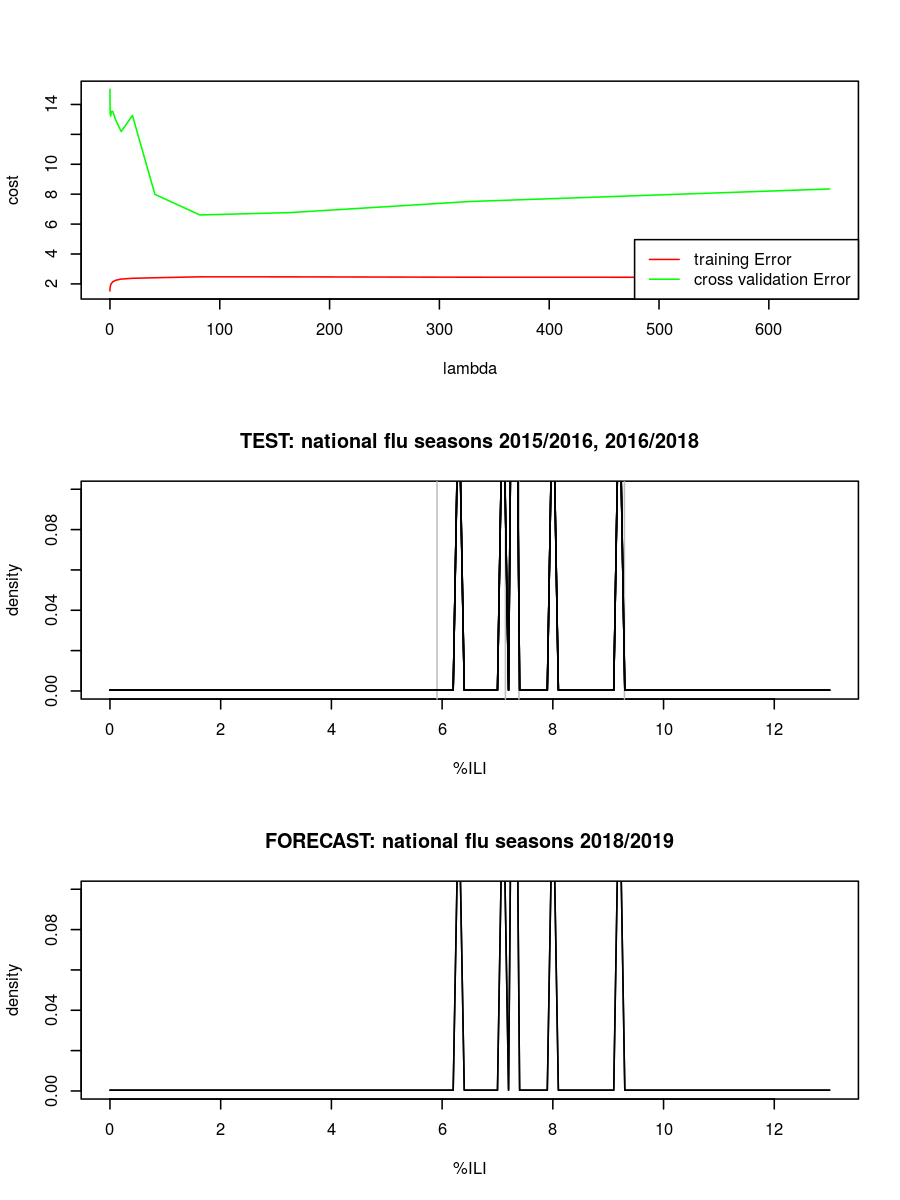 cost
14
10
8
6
4
2
training Error
cross validation Error
0 100 200 300 400 500 600
lambda
TEST: national flu seasons 2015/2016, 2016/2018
density
0.08
0.04
0.00
0 2 4 6 8 10 12
%ILI
FORECAST: national flu seasons 2018/2019
density
0.08
0.04
0.00
0 2 4 6 8 10 12
%ILI